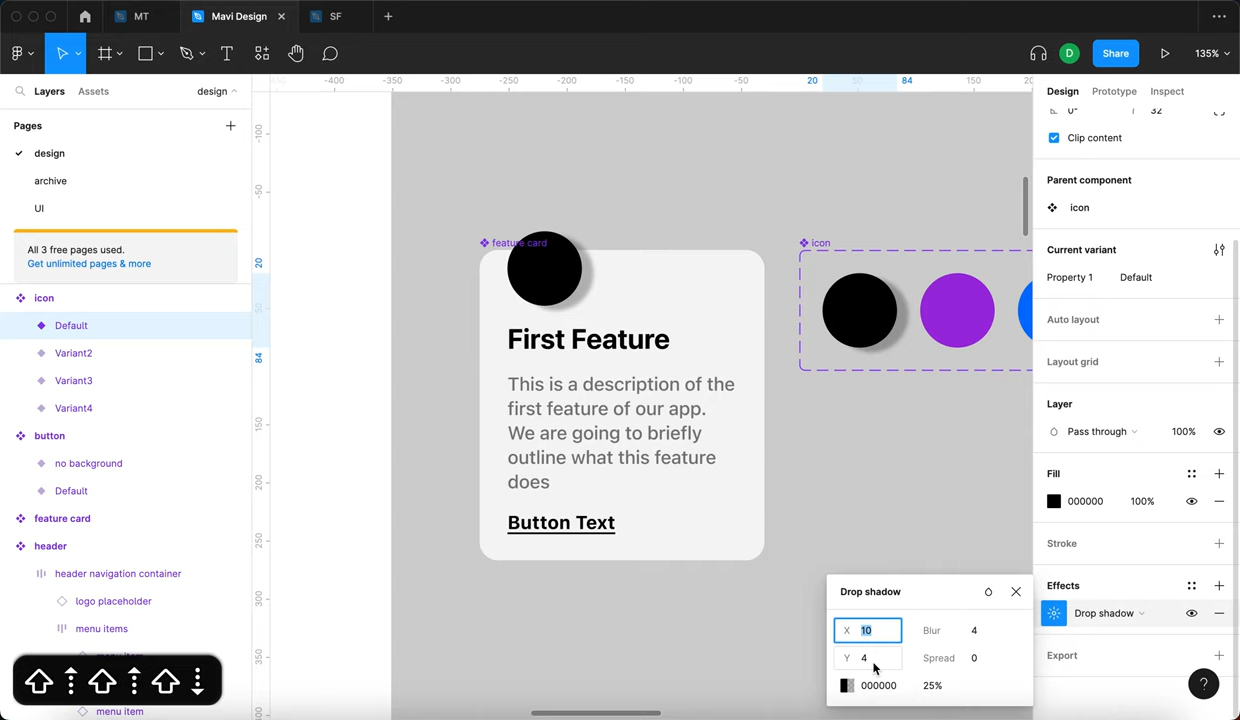 MT
Mavi Design
SF
Share
135%
-400
-350
-300
-250
-200
-150
-100
-50
20
84
150
Layers
Assets
design
Pages
design
archive
UI
All 3 free pages used.
Get unlimited pages & more
icon
Default
Variant2
Variant3
Variant4
button
no background
Default
feature card
header
header navigation container
logo placeholder
menu items
menu item
-100
-50
20
84
150
200
250
300
350
feature card
First Feature
This is a description of the
first feature of our app.
We are going to briefly
outline what this feature
does
Button Text
icon
Drop shadow
X 10
Blur 4
Y 4
Spread 0
000000 25%
Design
Prototype
Inspect
0°
32
Clip content
Parent component
icon
Current variant
Property 1 Default
Auto layout
Layout grid
Layer
Pass through 100%
Fill
000000 100%
Stroke
Effects
Drop shadow
Export
?
D